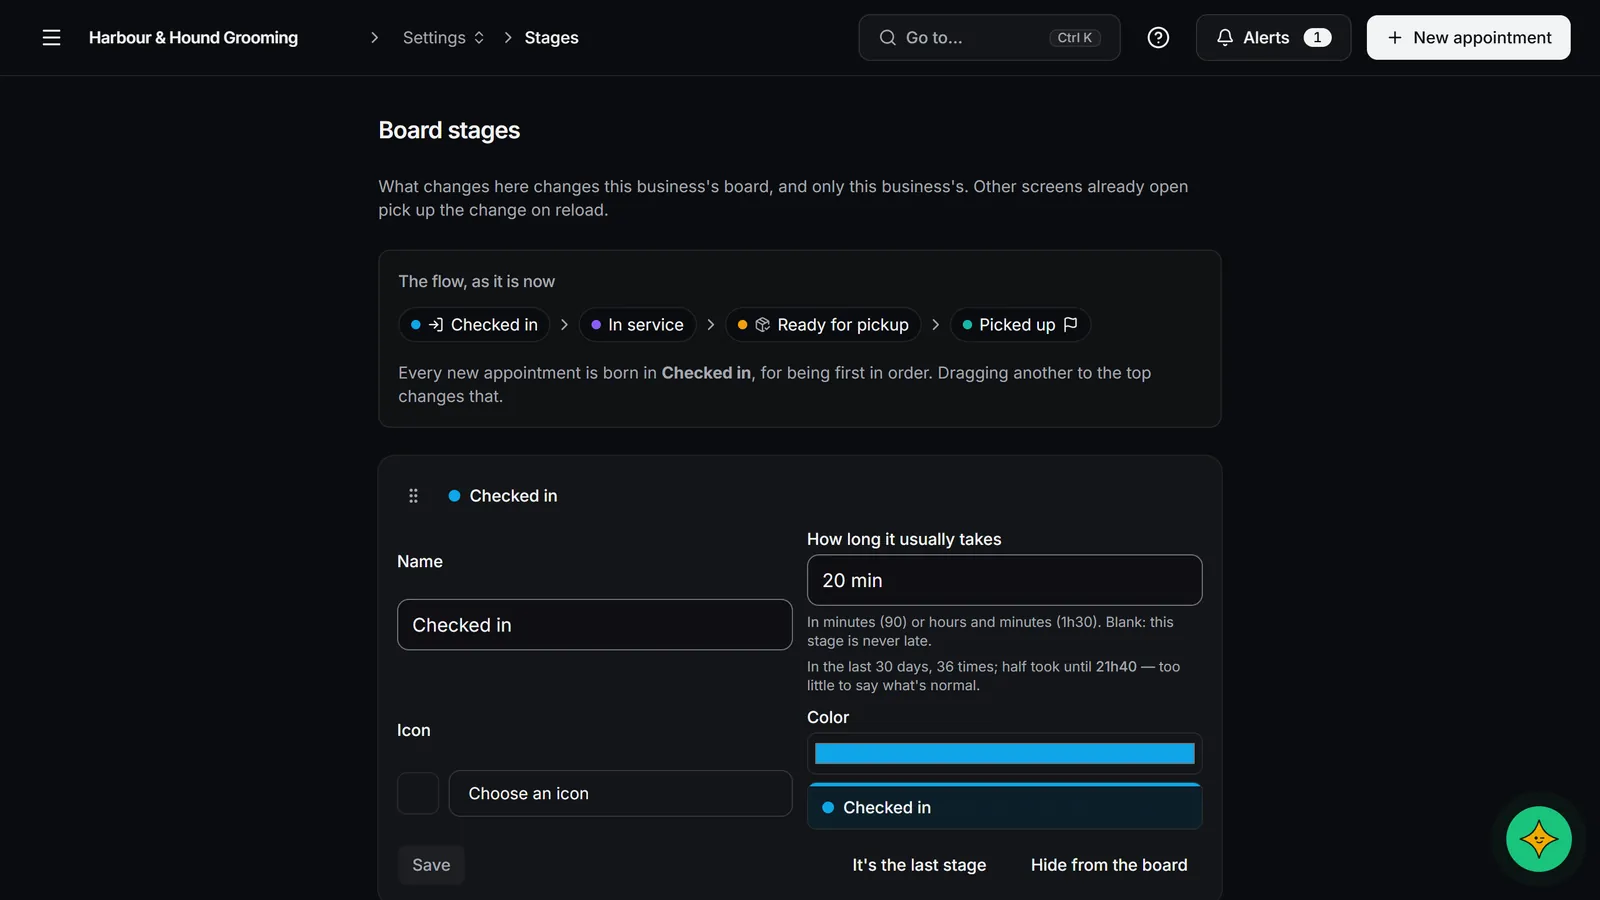 Harbour & Hound Grooming
Settings
Stages
Go to...
Ctrl K
Alerts
1
New appointment
Board stages
What changes here changes this business's board, and only this business's. Other screens already open
pick up the change on reload.
The flow, as it is now
Checked in
In service
Ready for pickup
Picked up
Every new appointment is born in Checked in, for being first in order. Dragging another to the top
changes that.
Checked in
Name
Checked in
How long it usually takes
20 min
In minutes (90) or hours and minutes (1h30). Blank: this
stage is never late.
In the last 30 days, 36 times; half took until 21h40 — too
little to say what's normal.
Icon
Choose an icon
Color
Checked in
Save
It's the last stage
Hide from the board